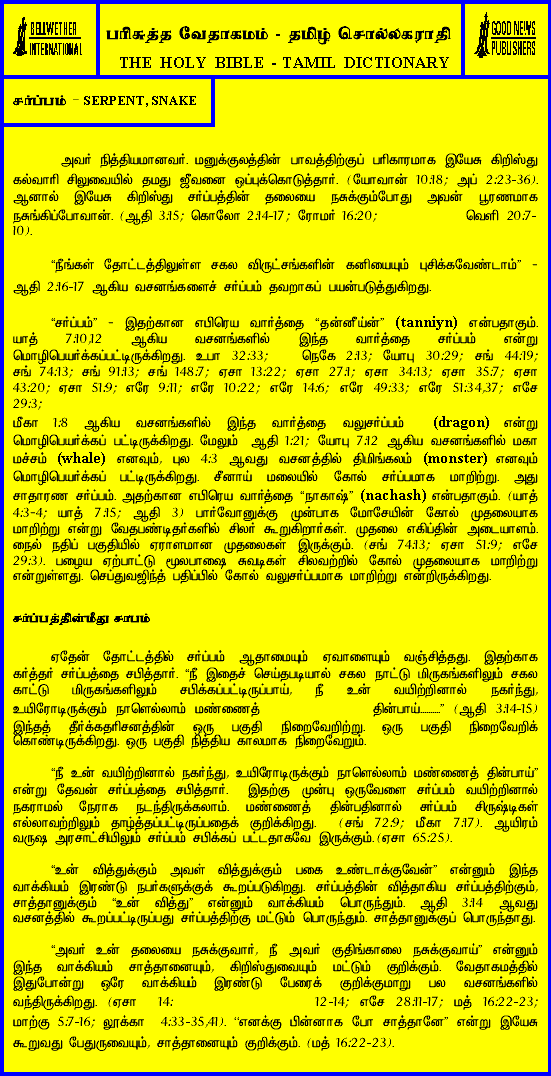 BELLWETHER
INTERNATIONAL
பரிசுத்த வேதாகமம் - தமிழ் சொல்லகராதி
THE HOLY BIBLE - TAMIL DICTIONARY
GOOD NEWS
PUBLISHERS
சர்ப்பம் - SERPENT, SNAKE
அவர் நித்தியமானவர். மனுக்குலத்தின் பாவத்திற்குப் பரிகாரமாக இயேசு கிறிஸ்து
கல்வாரி சிலுவையில் தமது ஜீவனை ஒப்புக்கொடுத்தார். (யோவான் 10:18; அப் 2:23-36).
ஆனால் இயேசு கிறிஸ்து சர்ப்பத்தின் தலையை நசுக்கும்போது அவன் பூரணமாக
நசுங்கிப்போவான். (ஆதி 3:15; கொலோ 2:14-17; ரோமர் 16:20; வெளி 20:7-
10).
“நீங்கள் தோட்டத்திலுள்ள சகல விருட்சங்களின் கனியையும் புசிக்கவேண்டாம்” -
ஆதி 2:16-17 ஆகிய வசனங்களைச் சர்ப்பம் தவறாகப் பயன்படுத்துகிறது.
“சர்ப்பம்” - இதற்கான எபிரெய வார்த்தை “தன்னீய்ன்” (tanniyn) என்பதாகும்.
யாத் 7:10,12 ஆகிய வசனங்களில் இந்த வார்த்தை சர்ப்பம் என்று
மொழிபெயர்க்கப்பட்டிருக்கிறது. உபா 32:33; நெகே 2:13; யோபு 30:29; சங் 44:19;
சங் 74:13; சங் 91:13; சங் 148:7; ஏசா 13:22; ஏசா 27:1; ஏசா 34:13; ஏசா 35:7; ஏசா
43:20; ஏசா 51:9; எரே 9:11; எரே 10:22; எரே 14:6; எரே 49:33; எரே 51:34,37; எசே
29:3;
மீகா 1:8 ஆகிய வசனங்களில் இந்த வார்த்தை வலுசர்ப்பம் (dragon) என்று
மொழிபெயர்க்கப் பட்டிருக்கிறது. மேலும் ஆதி 1:21; யோபு 7:12 ஆகிய வசனங்களில் மகா
மச்சம் (whale) எனவும், புல 4:3 ஆவது வசனத்தில் திமிங்கலம் (monster) எனவும்
மொழிபெயர்க்கப் பட்டிருக்கிறது. சீனாய் மலையில் கோல் சர்ப்பமாக மாறிற்று. அது
சாதாரண சர்ப்பம். அதற்கான எபிரெய வார்த்தை “நாகாஷ்” (nachash) என்பதாகும். (யாத்
4:3-4; யாத் 7:15; ஆதி 3) பார்வோனுக்கு முன்பாக மோசேயின் கோல் முதலையாக
மாறிற்று என்று வேதபண்டிதர்களில் சிலர் கூறுகிறார்கள். முதலை எகிப்தின் அடையாளம்.
நைல் நதிப் பகுதியில் ஏராளமான முதலைகள் இருக்கும். (சங் 74:13; ஏசா 51:9; எசே
29:3). பழைய ஏற்பாட்டு மூலபாஷை சுவடிகள் சிலவற்றில் கோல் முதலையாக மாறிற்று
என்றுள்ளது. செப்துவஜிந்த் பதிப்பில் கோல் வலுசர்ப்பமாக மாறிற்று என்றிருக்கிறது.
சர்ப்பத்தின்மீது சாபம்
ஏதேன் தோட்டத்தில் சர்ப்பம் ஆதாமையும் ஏவாளையும் வஞ்சித்தது. இதற்காக
கர்த்தர் சர்ப்பத்தை சபித்தார். “நீ இதைச் செய்தபடியால் சகல நாட்டு மிருகங்களிலும் சகல
காட்டு மிருகங்களிலும் சபிக்கப்பட்டிருப்பாய், நீ உன் வயிற்றினால் நகர்ந்து,
உயிரோடிருக்கும் நாளெல்லாம் மண்ணைத் தின்பாய்..........” (ஆதி 3:14-15)
இந்தத் தீர்க்கதரிசனத்தின் ஒரு பகுதி நிறைவேறிற்று. ஒரு பகுதி நிறைவேறிக்
கொண்டிருக்கிறது. ஒரு பகுதி நித்திய காலமாக நிறைவேறும்.
“நீ உன் வயிற்றினால் நகர்ந்து, உயிரோடிருக்கும் நாளெல்லாம் மண்ணைத் தின்பாய்”
என்று தேவன் சர்ப்பத்தை சபித்தார். இதற்கு முன்பு ஒருவேளை சர்ப்பம் வயிற்றினால்
நகராமல் நேராக நடந்திருக்கலாம். மண்ணைத் தின்பதினால் சர்ப்பம் சிருஷ்டிகள்
எல்லாவற்றிலும் தாழ்த்தப்பட்டிருப்பதைக் குறிக்கிறது. (சங் 72:9; மீகா 7:17). ஆயிரம்
வருஷ அரசாட்சியிலும் சர்ப்பம் சபிக்கப் பட்டதாகவே இருக்கும்.(ஏசா 65:25).
“உன் வித்துக்கும் அவள் வித்துக்கும் பகை உண்டாக்குவேன்” என்னும் இந்த
வாக்கியம் இரண்டு நபர்களுக்குக் கூறப்படுகிறது. சர்ப்பத்தின் வித்தாகிய சர்ப்பத்திற்கும்,
சாத்தானுக்கும் “உன் வித்து” என்னும் வாக்கியம் பொருந்தும். ஆதி 3:14 ஆவது
வசனத்தில் கூறப்பட்டிருப்பது சர்ப்பத்திற்கு மட்டும் பொருந்தும். சாத்தானுக்குப் பொருந்தாது.
“அவர் உன் தலையை நசுக்குவார், நீ அவர் குதிங்காலை நசுக்குவாய்” என்னும்
இந்த வாக்கியம் சாத்தானையும், கிறிஸ்துவையும் மட்டும் குறிக்கும். வேதாகமத்தில்
இதுபோன்று ஒரே வாக்கியம் இரண்டு பேரைக் குறிக்குமாறு பல வசனங்களில்
வந்திருக்கிறது. (ஏசா 14: 12-14; எசே 28:11-17; மத் 16:22-23;
மாற்கு 5:7-16; லூக்கா 4:33-35,41). “எனக்கு பின்னாக போ சாத்தானே” என்று இயேசு
கூறுவது பேதுருவையும், சாத்தானையும் குறிக்கும். (மத் 16:22-23).